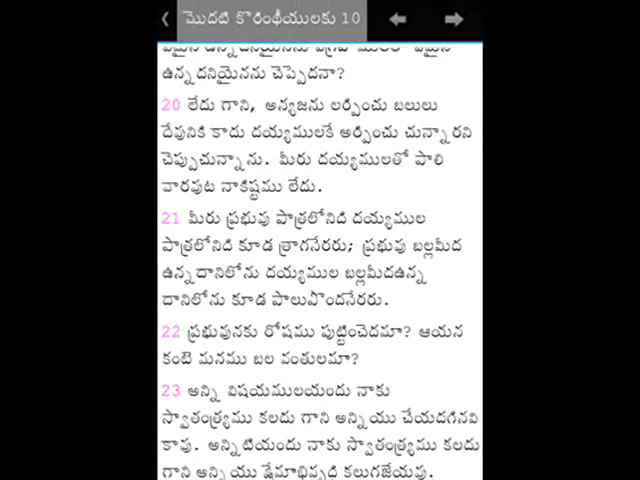 మొదటి కొరింథీయులకు 10
ఉన్న దనియైనను చెప్పెదనా?
20 లేదు గాని, అన్యజను లర్పించు బలులు
దేవునికి కాదు దయ్యములకే అర్పించు చున్నా రని
చెప్పుచున్నా ను. మీరు దయ్యములతో పాలి
వారవుట నాకిష్టము లేదు.
21 మీరు ప్రభువు పాత్రలోనిది దయ్యముల
పాత్రలోనిది కూడ త్రాగనేరరు; ప్రభువు బల్లమీద
ఉన్న దానిలోను దయ్యముల బల్లమీదఉన్న
దానిలోను కూడ పాలుపొందనేరరు.
22 ప్రభువునకు రోషము పుట్టించెదమా? ఆయన
కంటె మనము బల వంతులమా?
23 అన్ని విషయములయందు నాకు
స్వాతంత్ర్యము కలదు గాని అన్నియు చేయదగినవి
కావు. అన్ని టియందు నాకు స్వాతంత్ర్యము కలదు
గాని అన్ని యు క్షేమాభివృద్ధి కలుగజేయవు.